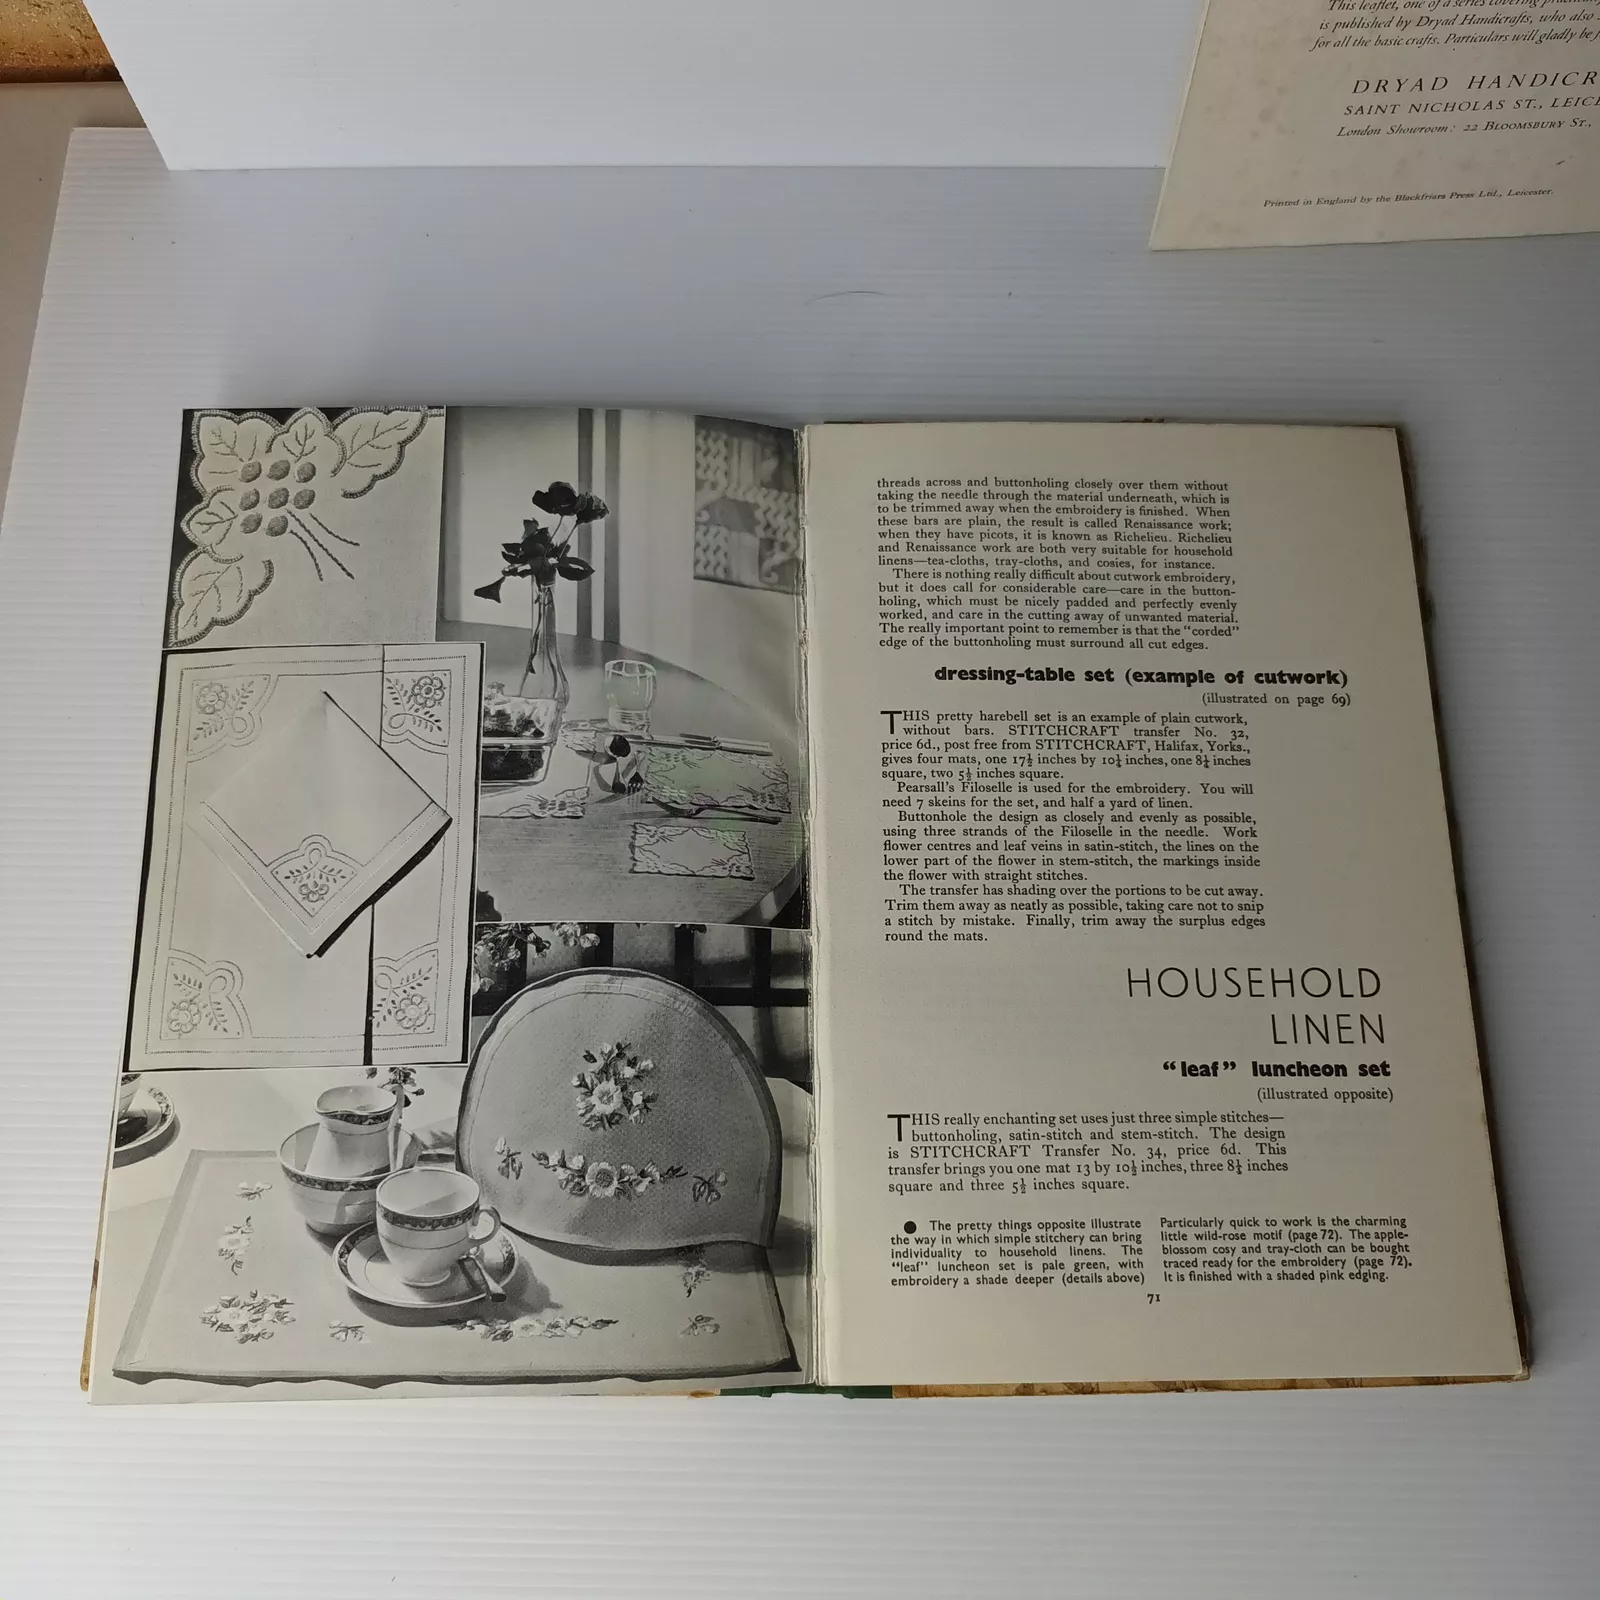 This leaflet, one of a series covering
is published by Dryad Handicrafts, who also
for all the basic crafts. Particulars will gladly be
DRYAD HANDICR
SAINT NICHOLAS ST., LEICE
London Showroom: 22 BLOOMSBURY ST.,
Printed in England by the Blackfriars Press Ltd., Leicester.
threads across and buttonholing closely over them without
taking the needle through the material underneath, which is
to be trimmed away when the embroidery is finished. When
these bars are plain, the result is called Renaissance work;
when they have picots, it is known as Richelieu. Richelieu
and Renaissance work are both very suitable for household
linens—tea-cloths, tray-cloths, and cosies, for instance.
There is nothing really difficult about cutwork embroidery,
but it does call for considerable care—care in the button-
holing, which must be nicely padded and perfectly evenly
worked, and care in the cutting away of unwanted material.
The really important point to remember is that the "corded"
edge of the buttonholing must surround all cut edges.
dressing-table set (example of cutwork)
(illustrated on page 69)
THIS pretty harebell set is an example of plain cutwork,
without bars. STITCHCRAFT transfer No. 32,
price 6d., post free from STITCHCRAFT, Halifax, Yorks.,
gives four mats, one 17½ inches by 10¼ inches, one 8¼ inches
square, two 5½ inches square.
Pearsall's Filoselle is used for the embroidery. You will
need 7 skeins for the set, and half a yard of linen.
Buttonhole the design as closely and evenly as possible,
using three strands of the Filoselle in the needle. Work
flower centres and leaf veins in satin-stitch, the lines on the
lower part of the flower in stem-stitch, the markings inside
the flower with straight stitches.
The transfer has shading over the portions to be cut away.
Trim them away as neatly as possible, taking care not to snip
a stitch by mistake. Finally, trim away the surplus edges
round the mats.
HOUSEHOLD
LINEN
"leaf" luncheon set
(illustrated opposite)
THIS really enchanting set uses just three simple stitches—
buttonholing, satin-stitch and stem-stitch. The design
is STITCHCRAFT Transfer No. 34, price 6d. This
transfer brings you one mat 13 by 10½ inches, three 8¼ inches
square and three 5½ inches square.
● The pretty things opposite illustrate
the way in which simple stitchery can bring
individuality to household linens. The
"leaf" luncheon set is pale green, with
embroidery a shade deeper (details above)
Particularly quick to work is the charming
little wild-rose motif (page 72). The apple-
blossom cosy and tray-cloth can be bought
traced ready for the embroidery (page 72).
It is finished with a shaded pink edging.
71